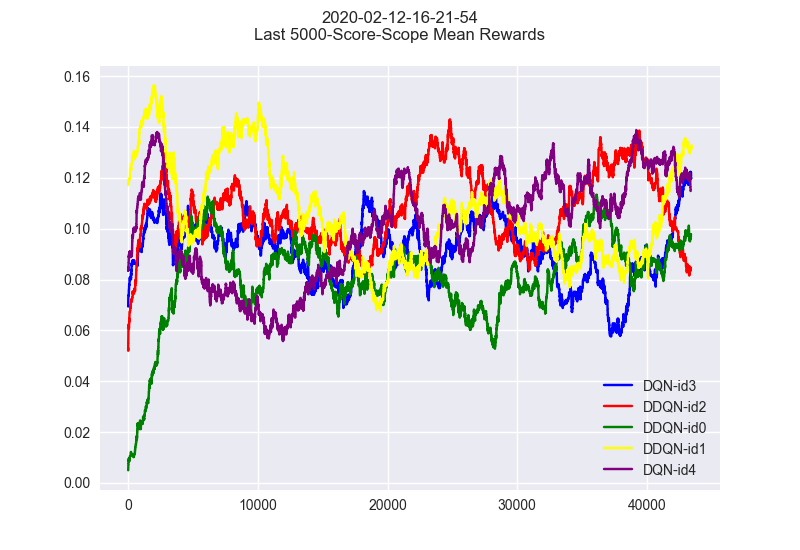 2020-02-12-16-21-54
Last 5000-Score-Scope Mean Rewards
0.16
0.14
0.12
0.10
0.08
0.06
0.04
0.02
0.00
DQN-id3
DDQN-id2
DDQN-id0
DDQN-id1
DQN-id4
0 10000 20000 30000 40000